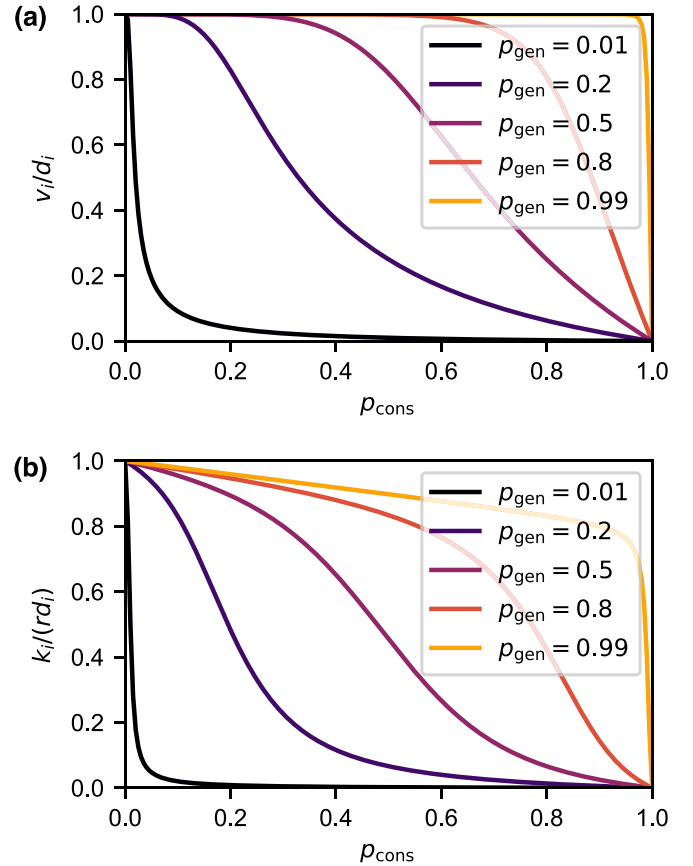 (a)
1.0
0.8
0.6
0.4
0.2
0.0
v_i/d_i
p_gen = 0.01
p_gen = 0.2
p_gen = 0.5
p_gen = 0.8
p_gen = 0.99
0.0 0.2 0.4 0.6 0.8 1.0
p_cons
(b)
1.0
0.8
0.6
0.4
0.2
0.0
k_i/(rd_i)
p_gen = 0.01
p_gen = 0.2
p_gen = 0.5
p_gen = 0.8
p_gen = 0.99
0.0 0.2 0.4 0.6 0.8 1.0
p_cons